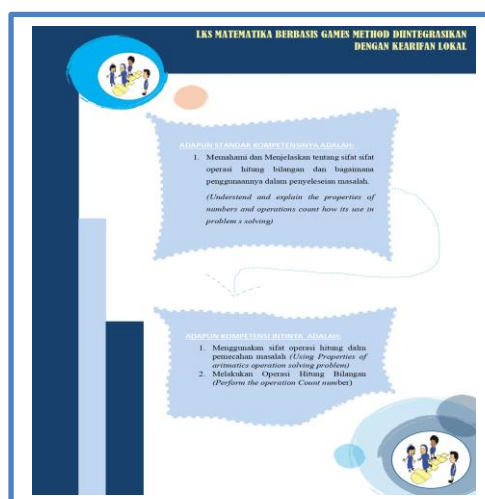 LKS MATEMATIKA BERBASIS GAMES METHOD DIINTEGRASIKAN
DENGAN KEARIFAN LOKAL
ADAPUN STANDAR KOMPETENSINYA ADALAH:
1. Memahami dan Menjelaskan tentang sifat sifat
operasi hitung bilangan dan bagaimana
penggunaannya dalam penyeleseian masalah.
(Understand and explain the properties of
numbers and operations count how its use in
problem s solving)
ADAPUN KOMPETENSI INTINYA ADALAH:
1. Menggunakan sifat operasi hitung dalm
pemecahan masalah (Using Properties of
aritmatics operation solving problem)
2. Melakukan Operasi Hitung Bilangan
(Perform the operation Count number)